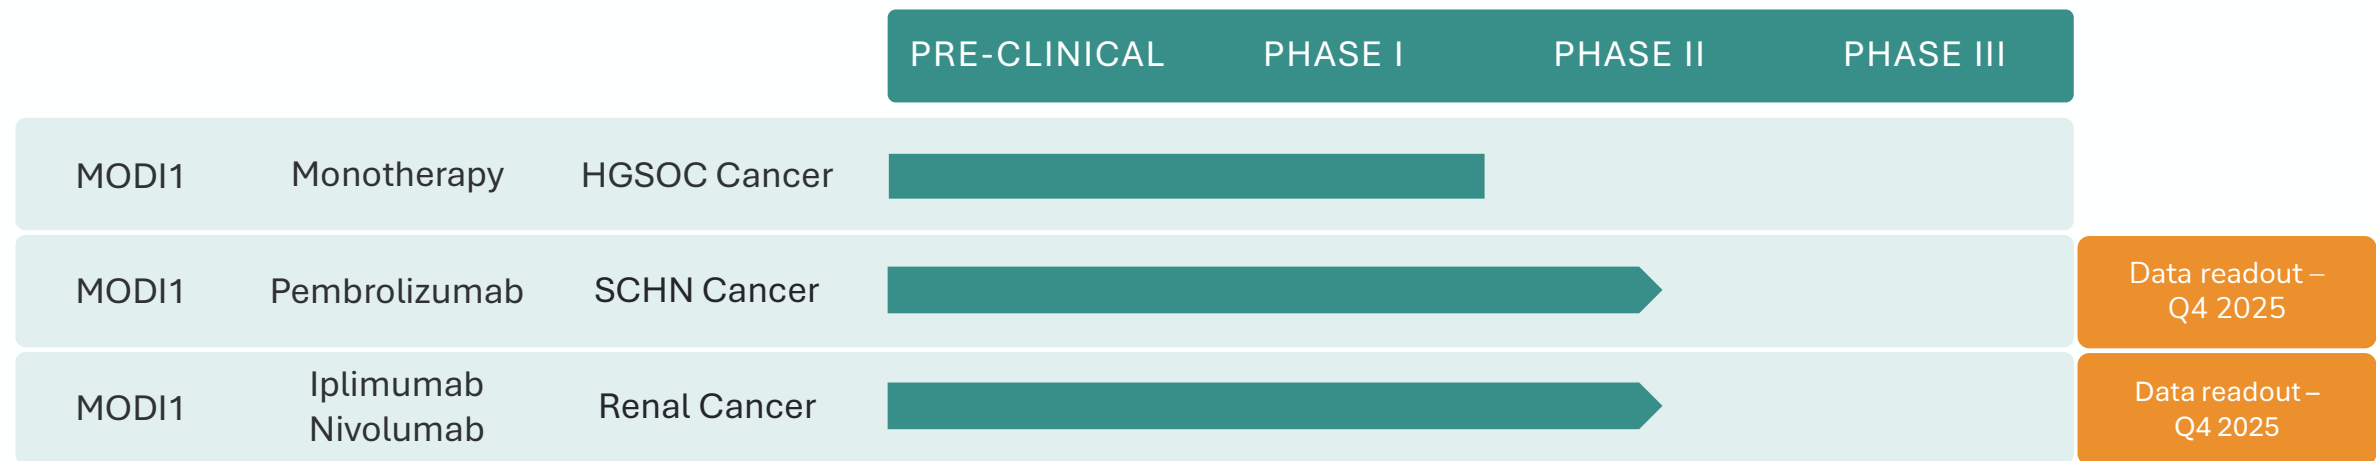 PRE-CLINICAL PHASE I PHASE II PHASE III
MODI1 Monotherapy HGSOC Cancer
MODI1 Pembrolizumab SCHN Cancer
Data readout –
Q4 2025
MODI1 Iplimumab
Nivolumab Renal Cancer
Data readout –
Q4 2025